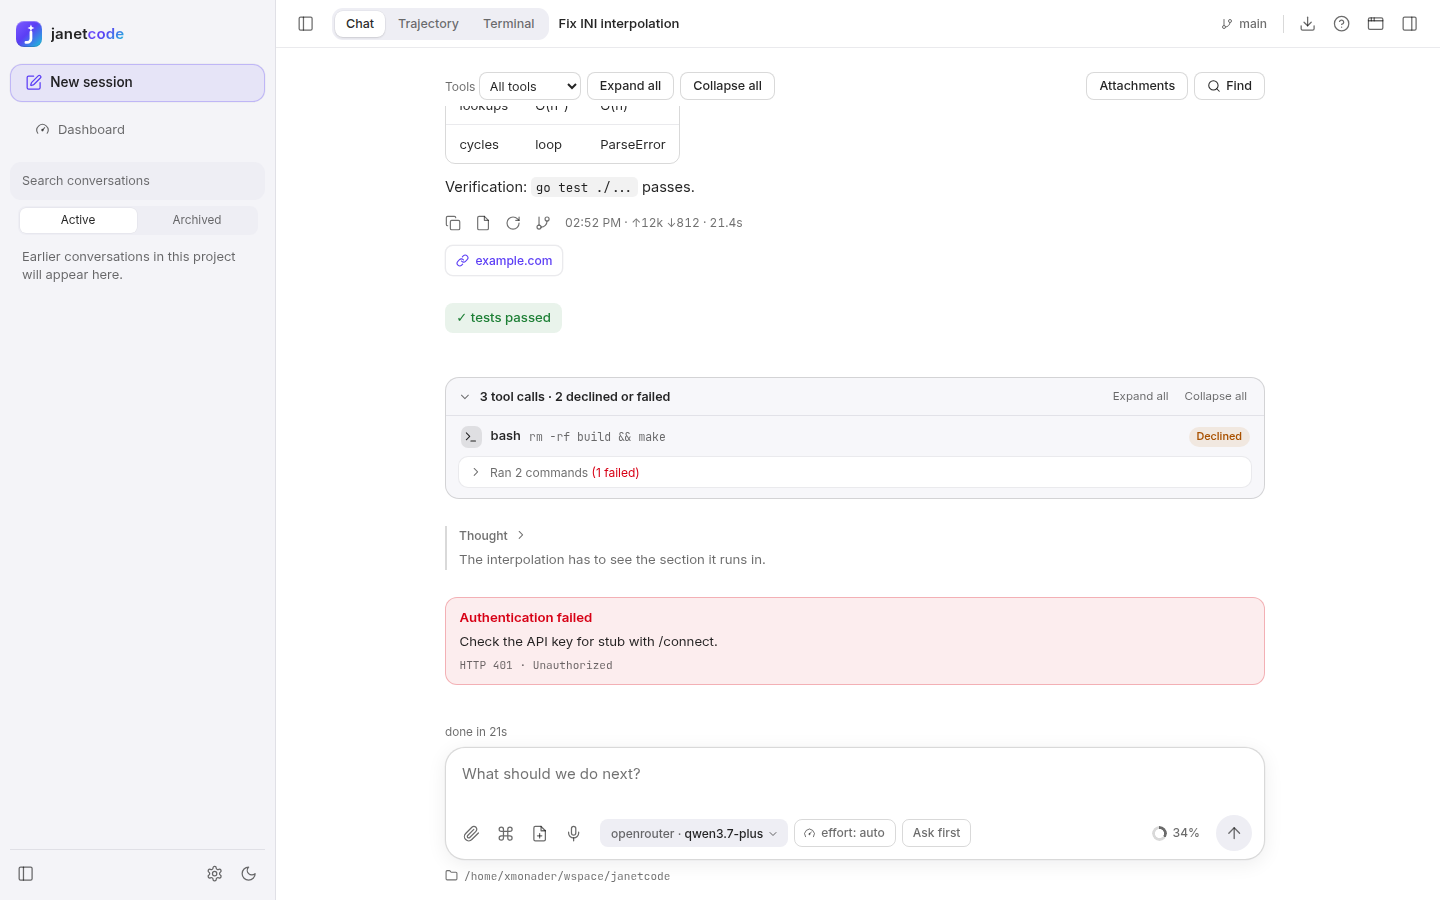 janetcode
Chat Trajectory Terminal Fix INI interpolation
main
New session
Dashboard
Search conversations
Active Archived
Earlier conversations in this project
will appear here.
Tools All tools Expand all Collapse all
Attachments Find
cycles loop ParseError
Verification: go test ./... passes.
02:52 PM · ↑12k ↓812 · 21.4s
example.com
✓ tests passed
3 tool calls · 2 declined or failed
Expand all Collapse all
bash rm -rf build && make
Declined
Ran 2 commands (1 failed)
Thought
The interpolation has to see the section it runs in.
Authentication failed
Check the API key for stub with /connect.
HTTP 401 · Unauthorized
done in 21s
What should we do next?
openrouter · qwen3.7-plus effort: auto Ask first
34%
/home/xmonader/wspace/janetcode